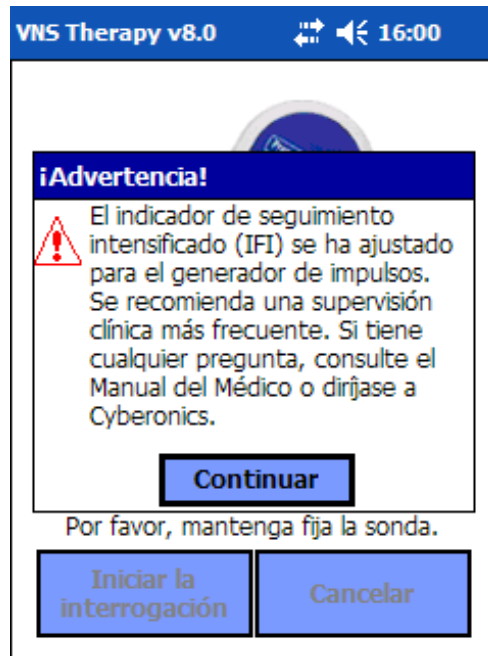 VNS Therapy v8.0 16:00
¡Advertencia!
El indicador de seguimiento
intensificado (IFI) se ha ajustado
para el generador de impulsos.
Se recomienda una supervisión
clínica más frecuente. Si tiene
cualquier pregunta, consulte el
Manual del Médico o diríjase a
Cyberonics.
Continuar
Por favor, mantenga fija la sonda.
Iniciar la
interrogación
Cancelar